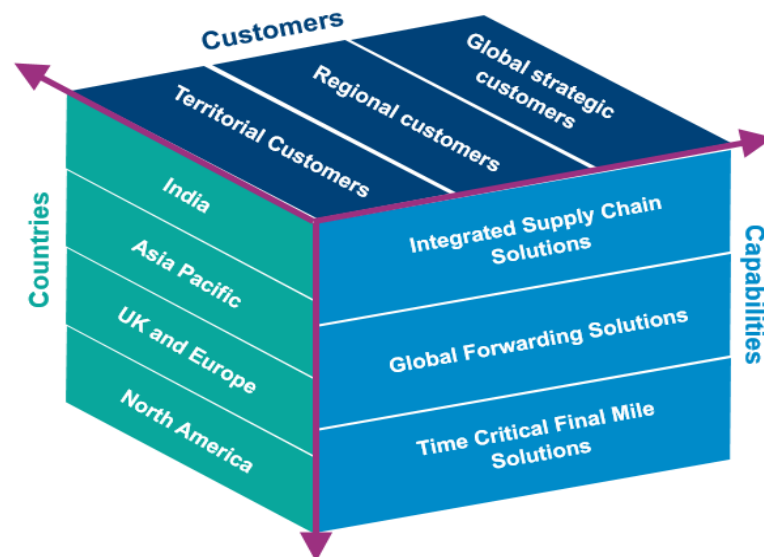 Customers
Territorial Customers
Regional customers
Global strategic
customers
Countries
India
Asia Pacific
UK and Europe
North America
Capabilities
Integrated Supply Chain
Solutions
Global Forwarding Solutions
Time Critical Final Mile
Solutions